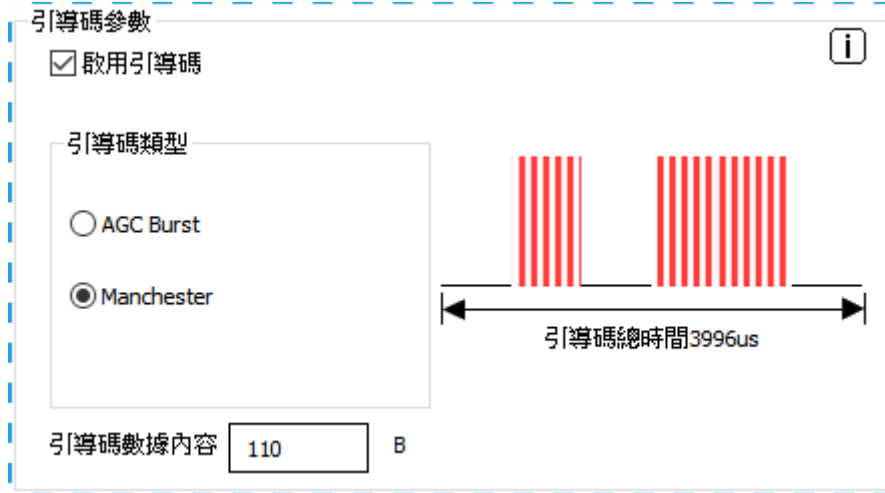 引導碼參數
i
啟用引導碼
引導碼類型
AGC Burst
Manchester
引導碼總時間3996us
引導碼數據內容 110 B